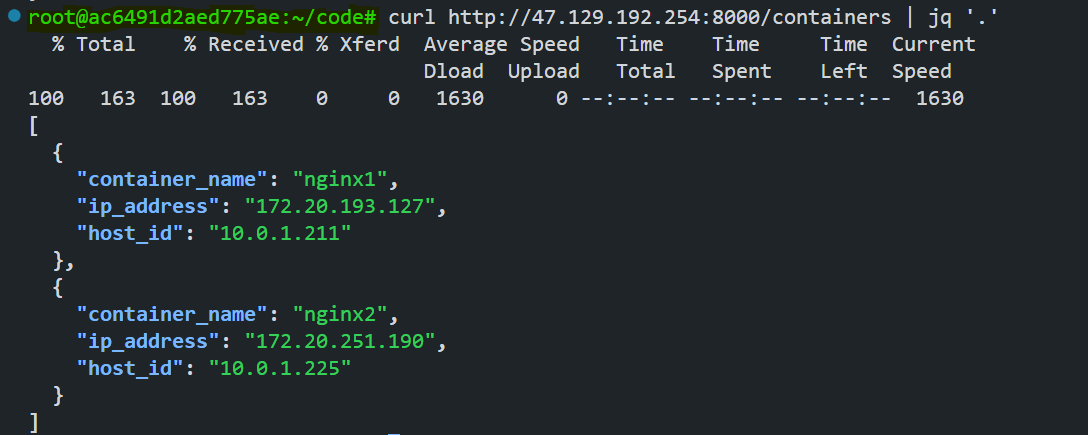 root@ac6491d2aed775ae:~/code# curl http://47.129.192.254:8000/containers | jq '.'
  % Total    % Received % Xferd  Average Speed   Time    Time     Time  Current
                                 Dload  Upload   Total   Spent    Left  Speed
100   163  100   163    0     0   1630      0 --:--:-- --:--:-- --:--:--  1630
[
  {
    "container_name": "nginx1",
    "ip_address": "172.20.193.127",
    "host_id": "10.0.1.211"
  },
  {
    "container_name": "nginx2",
    "ip_address": "172.20.251.190",
    "host_id": "10.0.1.225"
  }
]